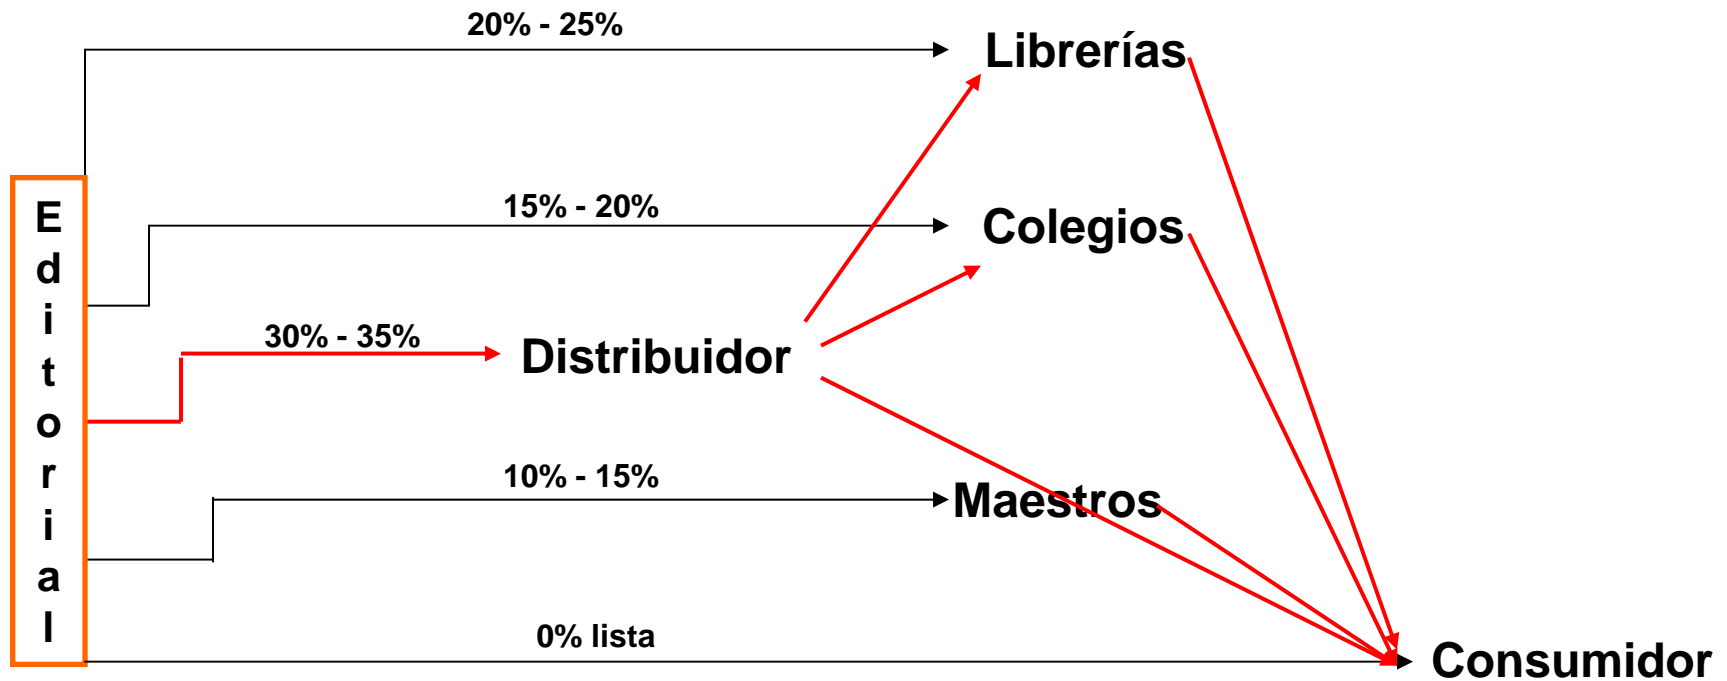 20% - 25%
Librerías
15% - 20%
Colegios
Editorial
30% - 35%
Distribuidor
10% - 15%
Maestros
0% lista
Consumidor